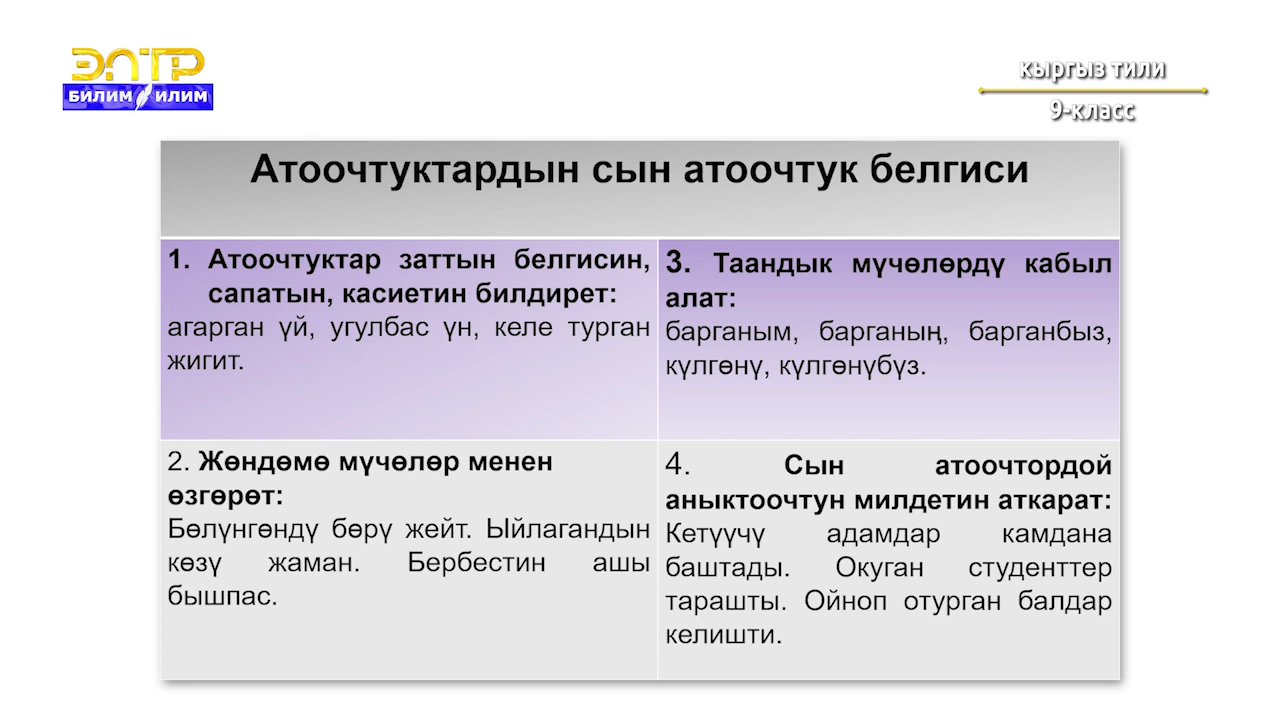 ЭЛТР
БИЛИМ ИЛИМ
кыргыз тили
9-класс
Атоочтуктардын сын атоочтук белгиси
1. Атоочтуктар заттын белгисин,
сапатын, касиетин билдирет:
агарган үй, угулбас үн, келе турган
жигит.
3. Таандык мүчөлөрдү кабыл
алат:
барганым, барганың, барганбыз,
күлгөнү, күлгөнүбүз.
2. Жөндөмө мүчөлөр менен
өзгөрөт:
Бөлүнгөндү бөрү жейт. Ыйлагандын
көзү жаман. Бербестин ашы
бышпас.
4. Сын атоочтордой
аныктоочтун милдетин аткарат:
Кетүүчү адамдар камдана
баштады. Окуган студенттер
тарашты. Ойноп отурган балдар
келишти.